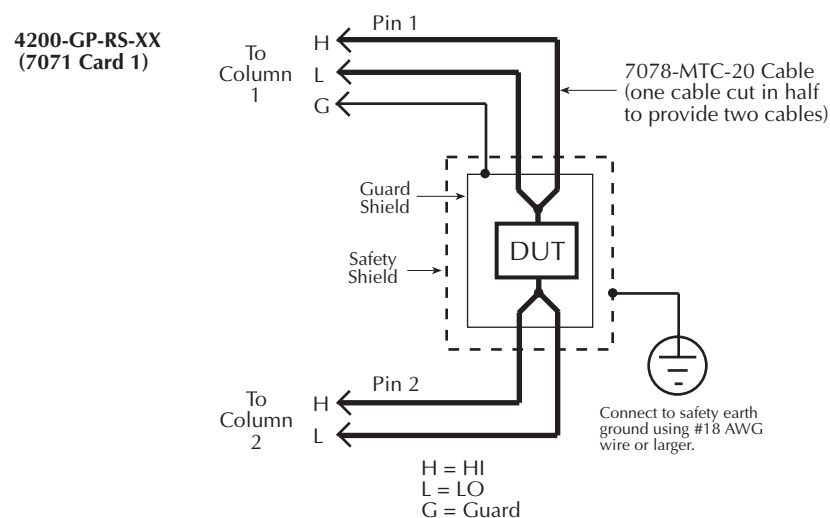 4200-GP-RS-XX
(7071 Card 1)
To
Column
1
H
L
G
Pin 1
7078-MTC-20 Cable
(one cable cut in half
to provide two cables)
Guard
Shield
Safety
Shield
DUT
To
Column
2
H
L
Pin 2
Connect to safety earth
ground using #18 AWG
wire or larger.
H = HI
L = LO
G = Guard